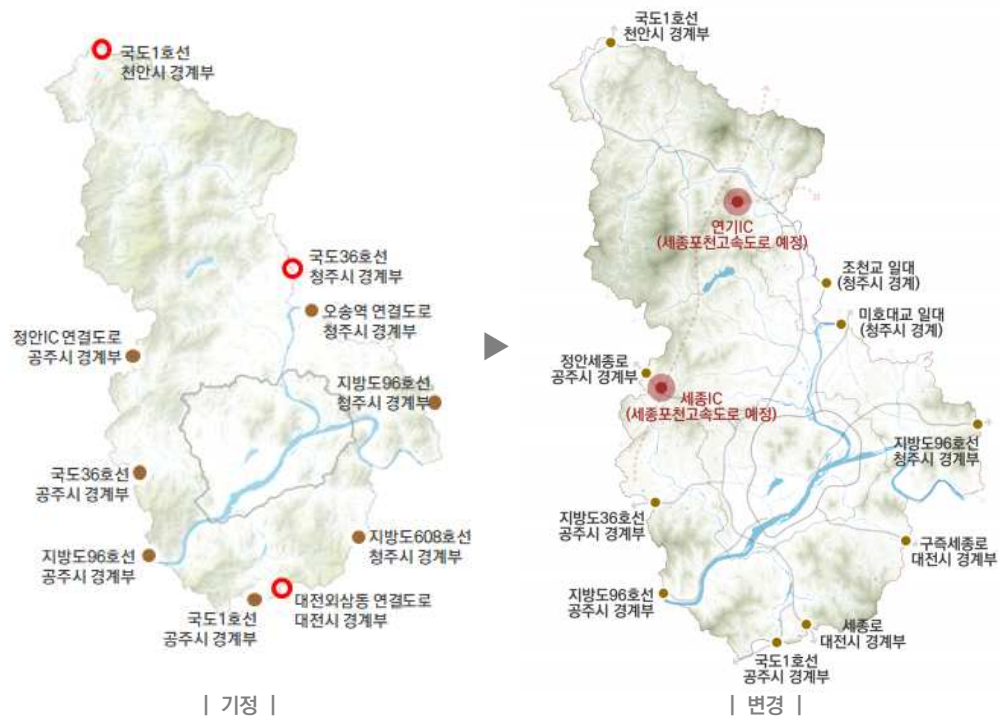 국도1호선
천안시 경계부
국도36호선
청주시 경계부
오송역 연결도로
청주시 경계부
정안IC 연결도로
공주시 경계부
지방도96호선
청주시 경계부
국도36호선
공주시 경계부
지방도96호선
공주시 경계부
지방도608호선
청주시 경계부
대전외삼동 연결도로
대전시 경계부
국도1호선
공주시 경계부
| 기정 |
국도1호선
천안시 경계부
연기IC
(세종포천고속도로 예정)
조천교 일대
(청주시 경계)
미호대교 일대
(청주시 경계)
정안세종로
공주시 경계부
세종IC
(세종포천고속도로 예정)
지방도96호선
청주시 경계부
지방도36호선
공주시 경계부
구즉세종로
대전시 경계부
지방도96호선
공주시 경계부
세종로
대전시 경계부
국도1호선
공주시 경계부
| 변경 |